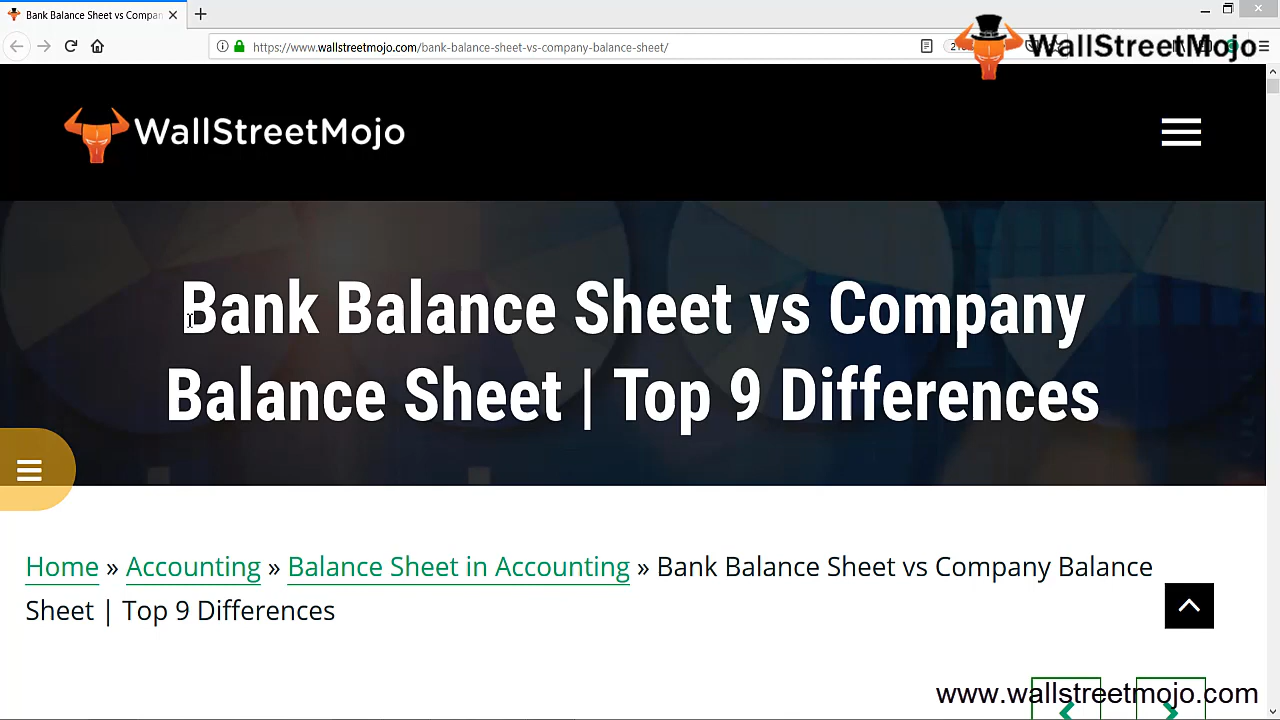 Bank Balance Sheet vs Compan
WallStreetMojo
www.wallstreetmojo.com/bank-balance-sheet-vs-company-balance-sheet/
WallStreetMojo
Bank Balance Sheet vs Company
Balance Sheet | Top 9 Differences
Home » Accounting » Balance Sheet in Accounting » Bank Balance Sheet vs Company Balance
Sheet | Top 9 Differences
www.wallstreetmojo.com